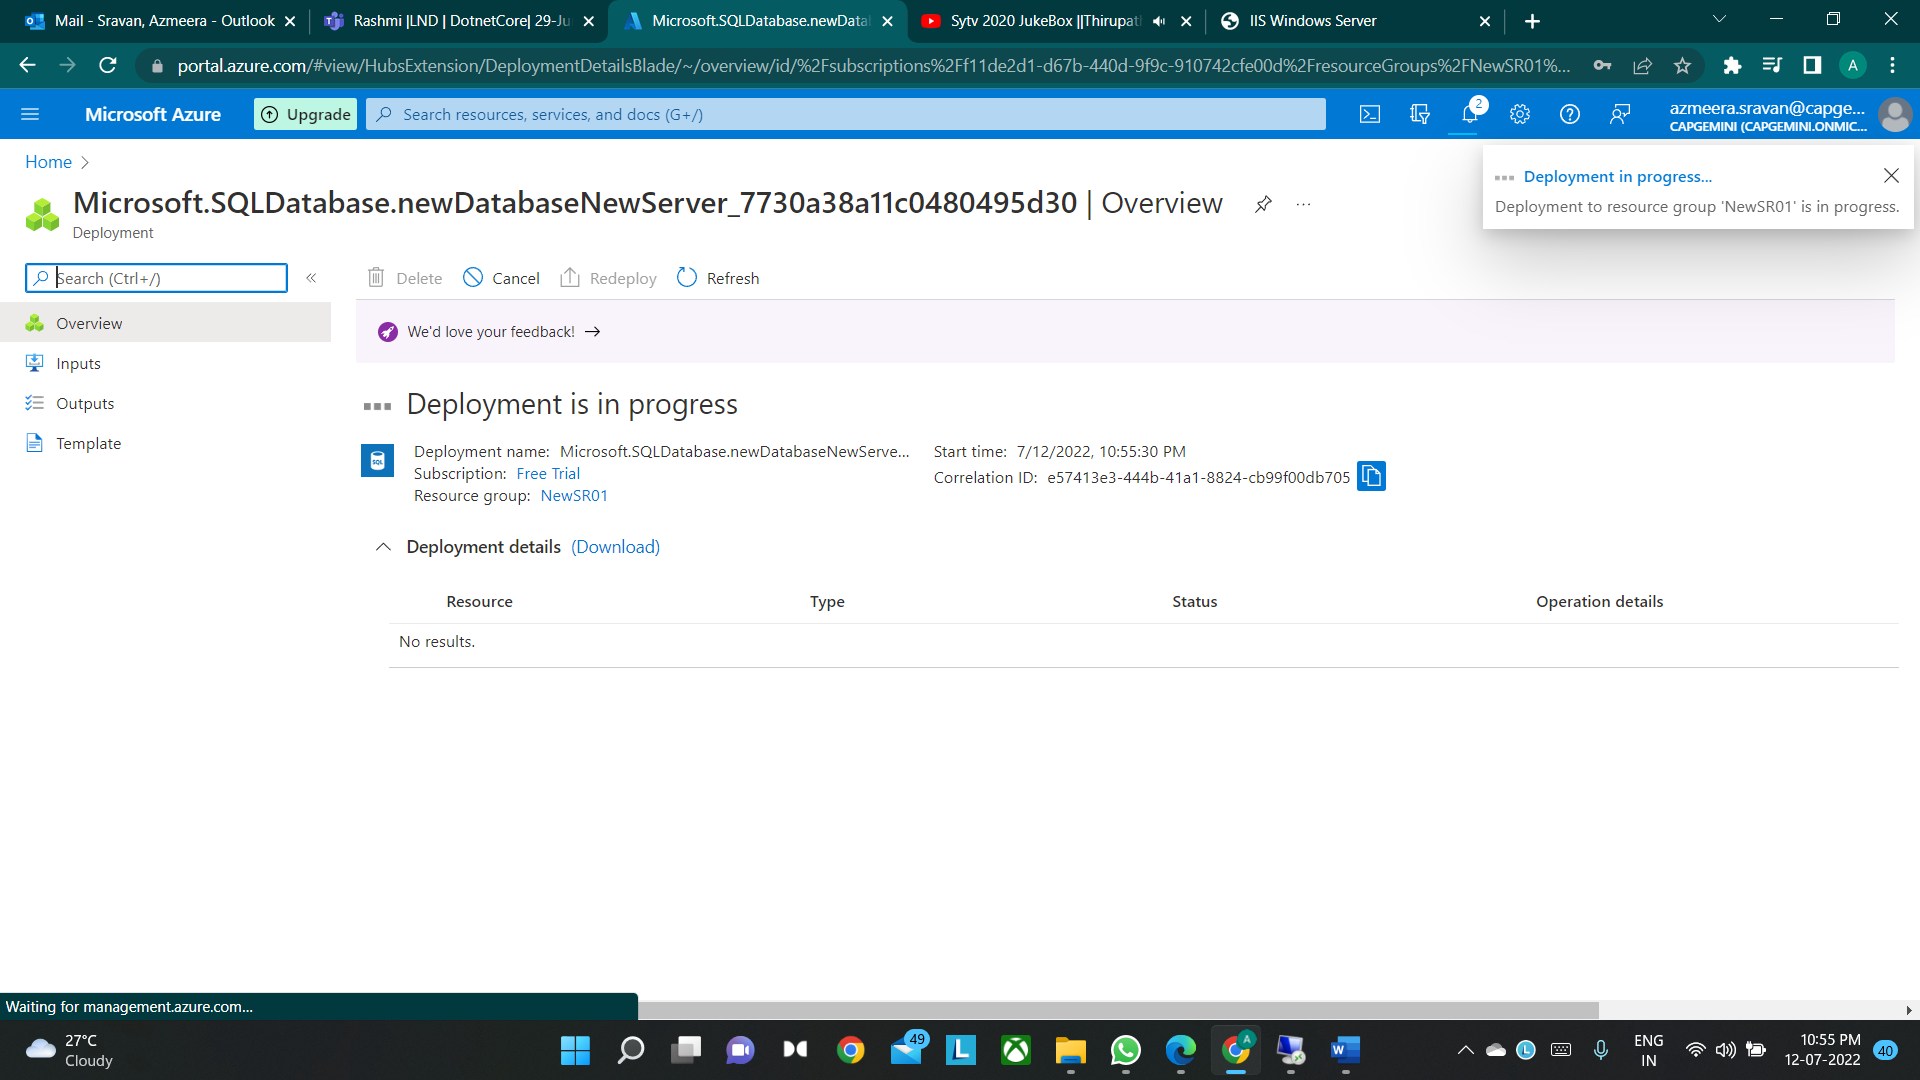 Mail - Sravan, Azmeera - Outlook
Rashmi |LND | DotnetCore| 29-Ju
Microsoft.SQLDatabase.newData
Sytv 2020 JukeBox ||Thirupat
IIS Windows Server
portal.azure.com/#view/HubsExtension/DeploymentDetailsBlade/~/overview/id/%2Fsubscriptions%2Ff11de2d1-d67b-440d-9f9c-910742cfe00d%2FresourceGroups%2FNewSR01%...
A
Microsoft Azure
Upgrade
Search resources, services, and docs (G+/)
2
azmeera.sravan@capge...
CAPGEMINI (CAPGEMINI.ONMIC...
Home
Deployment in progress...
Deployment to resource group 'NewSR01' is in progress.
Microsoft.SQLDatabase.newDatabaseNewServer_7730a38a11c0480495d30 | Overview
Deployment
Search (Ctrl+/)
Delete
Cancel
Redeploy
Refresh
Overview
Inputs
Outputs
Template
We'd love your feedback!
Deployment is in progress
SQL
Deployment name: Microsoft.SQLDatabase.newDatabaseNewServe...
Subscription: Free Trial
Resource group: NewSR01
Start time: 7/12/2022, 10:55:30 PM
Correlation ID: e57413e3-444b-41a1-8824-cb99f00db705
Deployment details (Download)
Resource Type Status Operation details
No results.
Waiting for management.azure.com...
27°C
Cloudy
49
L
A
W
L
ENG
IN
10:55 PM
12-07-2022
40